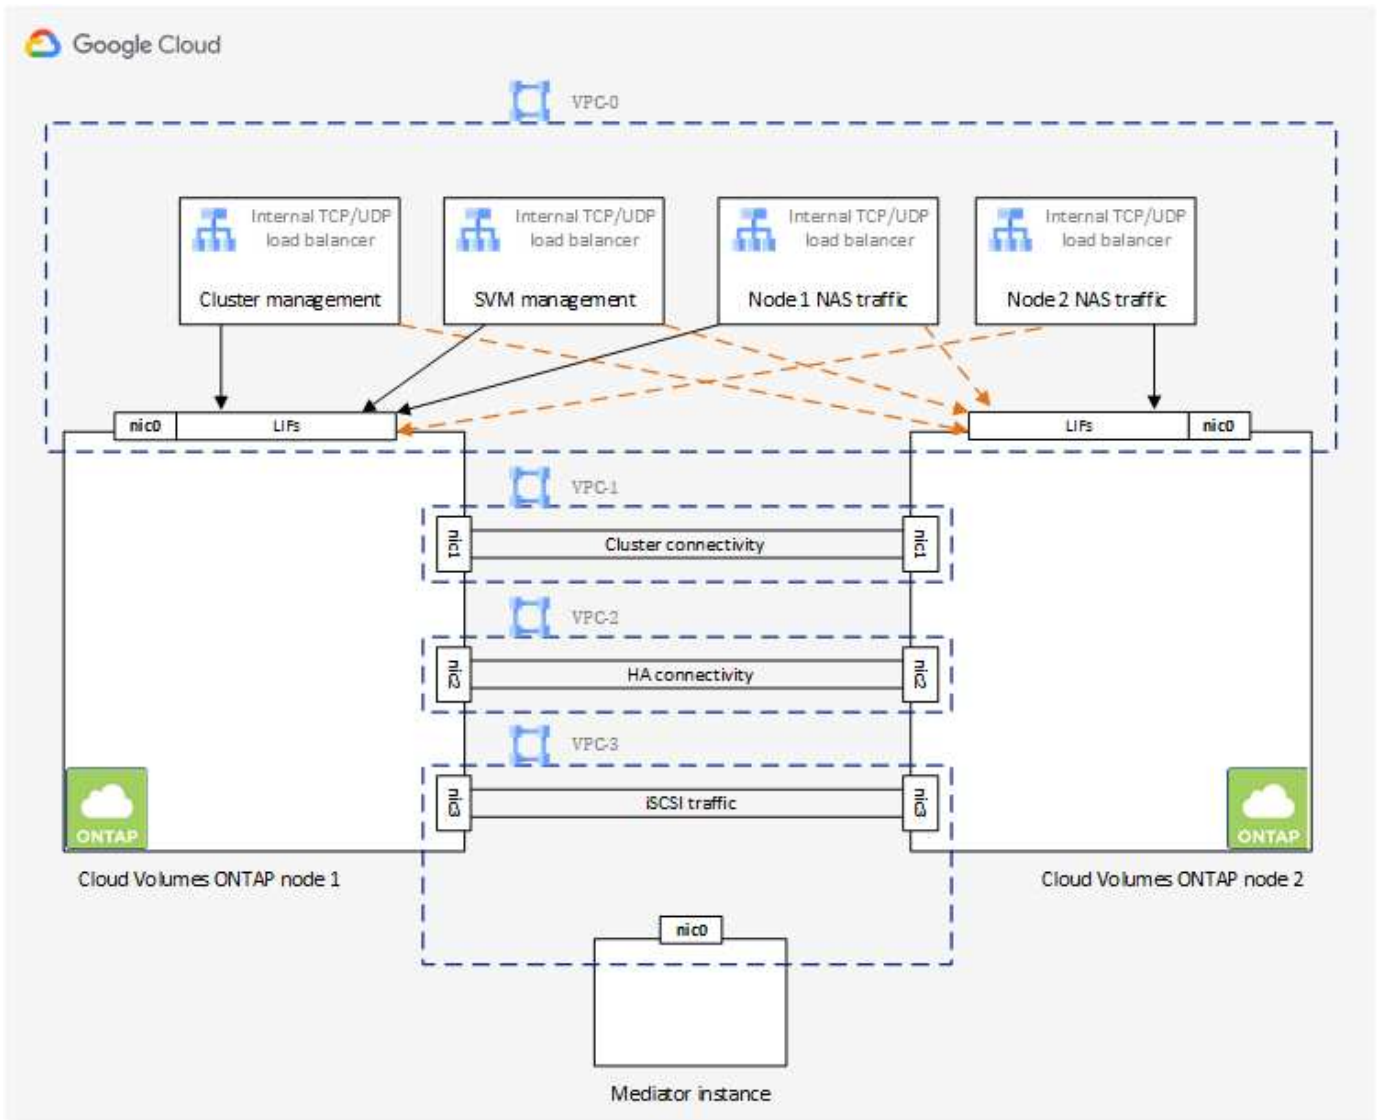 Google Cloud
VPC-0
Internal TCP/UDP
load balancer
Cluster management
Internal TCP/UDP
load balancer
SVM management
Internal TCP/UDP
load balancer
Node 1 NAS traffic
Internal TCP/UDP
load balancer
Node 2 NAS traffic
nic0
LIFs
LIFs
nic0
VPC-1
nic1
Cluster connectivity
nic1
VPC-2
nic2
HA connectivity
nic2
VPC-3
nic3
iSCSI traffic
nic3
ONTAP
ONTAP
Cloud Volumes ONTAP node 1
Cloud Volumes ONTAP node 2
nic0
Mediator instance